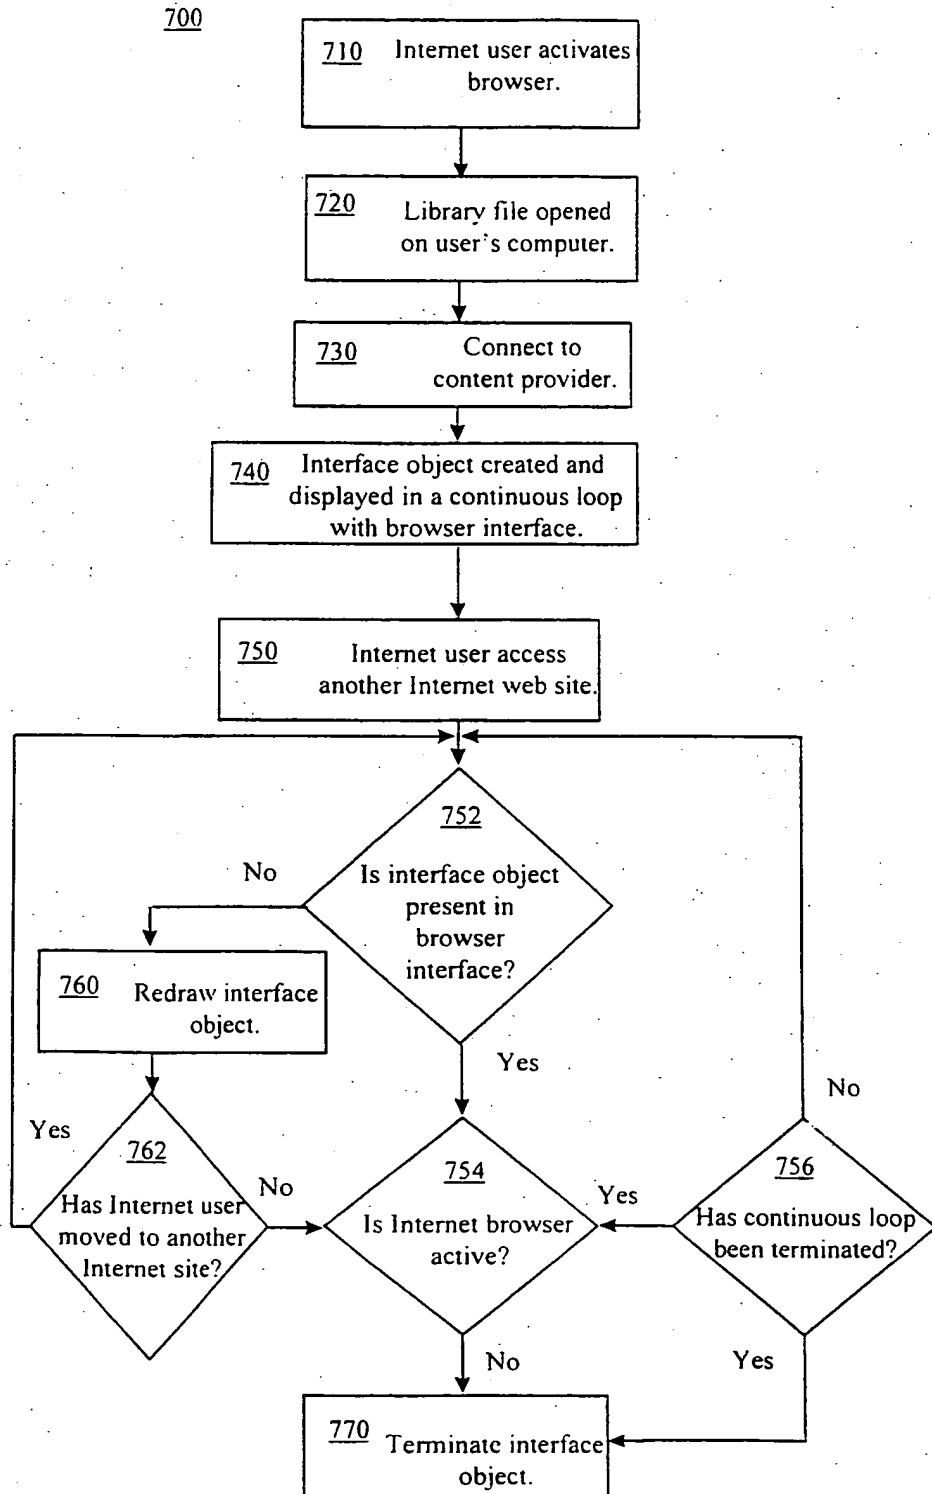 700
710 Internet user activates
browser.
720 Library file opened
on user's computer.
730 Connect to
content provider.
740 Interface object created and
displayed in a continuous loop
with browser interface.
750 Internet user access
another Internet web site.
752
Is interface object
present in
browser
interface?
No
Yes
760 Redraw interface
object.
Yes
762
Has Internet user
moved to another
Internet site?
No
754
Is Internet browser
active?
Yes
No
756
Has continuous loop
been terminated?
No
Yes
770 Terminate interface
object.